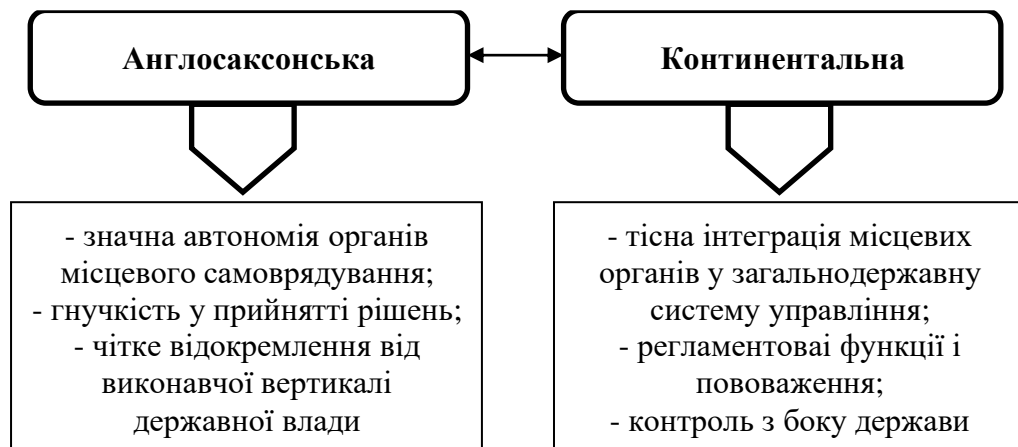 Англосаксонська
Континентальна
- значна автономія органів
місцевого самоврядування;
- гнучкість у прийнятті рішень;
- чітке відокремлення від
виконавчої вертикалі
державної влади
- тісна інтеграція місцевих
органів у загальнодержавну
систему управління;
- регламентоваі функції і
пововаження;
- контроль з боку держави